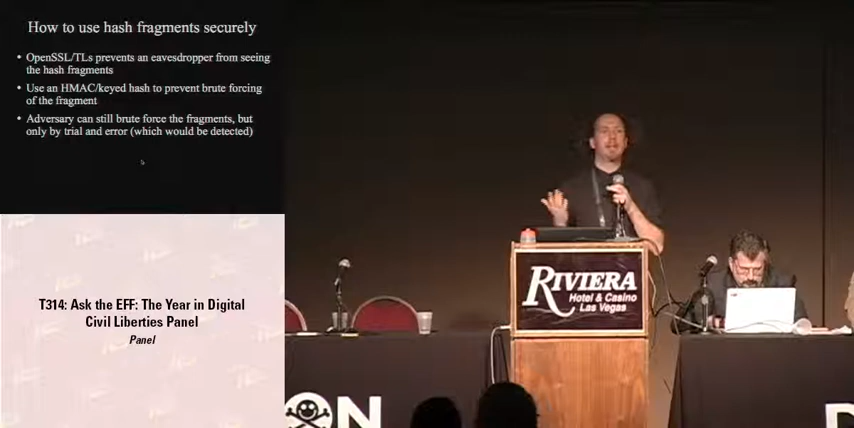 How to use hash fragments securely
• OpenSSL/TLs prevents an eavesdropper from seeing
the hash fragments
• Use an HMAC/keyed hash to prevent brute forcing
of the fragment
• Adversary can still brute force the fragments, but
only by trial and error (which would be detected)
T314: Ask the EFF: The Year in Digital
Civil Liberties Panel
Panel
RIVIERA
Hotel & Casino
Las Vegas
ON
D